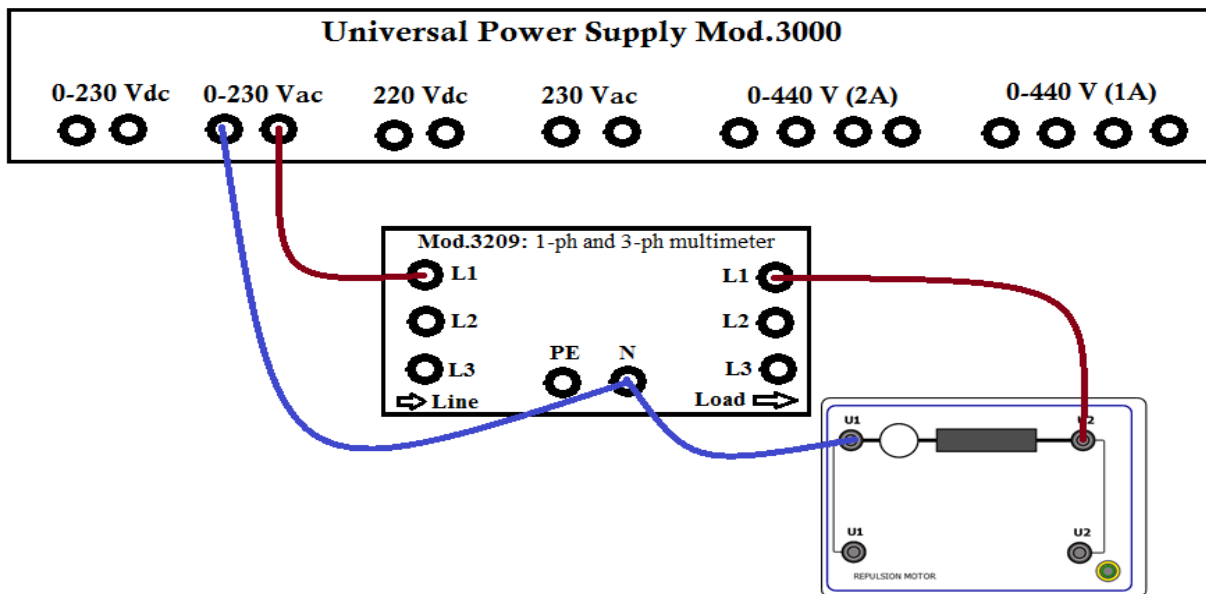 Universal Power Supply Mod.3000
0-230 Vdc 0-230 Vac 220 Vdc 230 Vac 0-440 V (2A) 0-440 V (1A)
Mod.3209: 1-ph and 3-ph multimeter
L1 L1
L2 L2
PE N
L3 L3
Line Load
U1 U2
U1 U2
REPULSION MOTOR